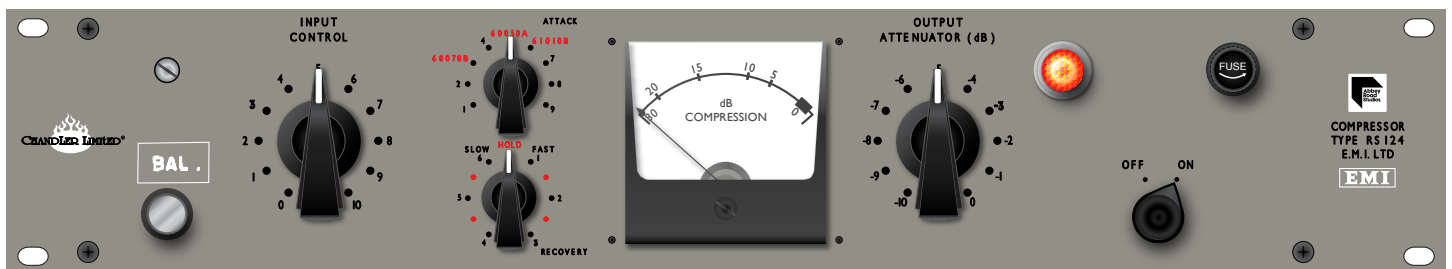 CHANDLER LIMITED®
BAL.
INPUT
CONTROL
0 1 2 3 4 5 6 7 8 9 10
ATTACK
60070B 60050A 61010B
1 2 4 7 8 9
SLOW HOLD FAST
6 1
5 2
4 3
RECOVERY
30 20 15 10 5 0
dB
COMPRESSION
OUTPUT
ATTENUATOR (dB)
-10 -9 -8 -7 -6 -4 -3 -2 -1 0
FUSE
OFF ON
Abbey
Road
Studios
COMPRESSOR
TYPE RS 124
E.M.I. LTD
EMI